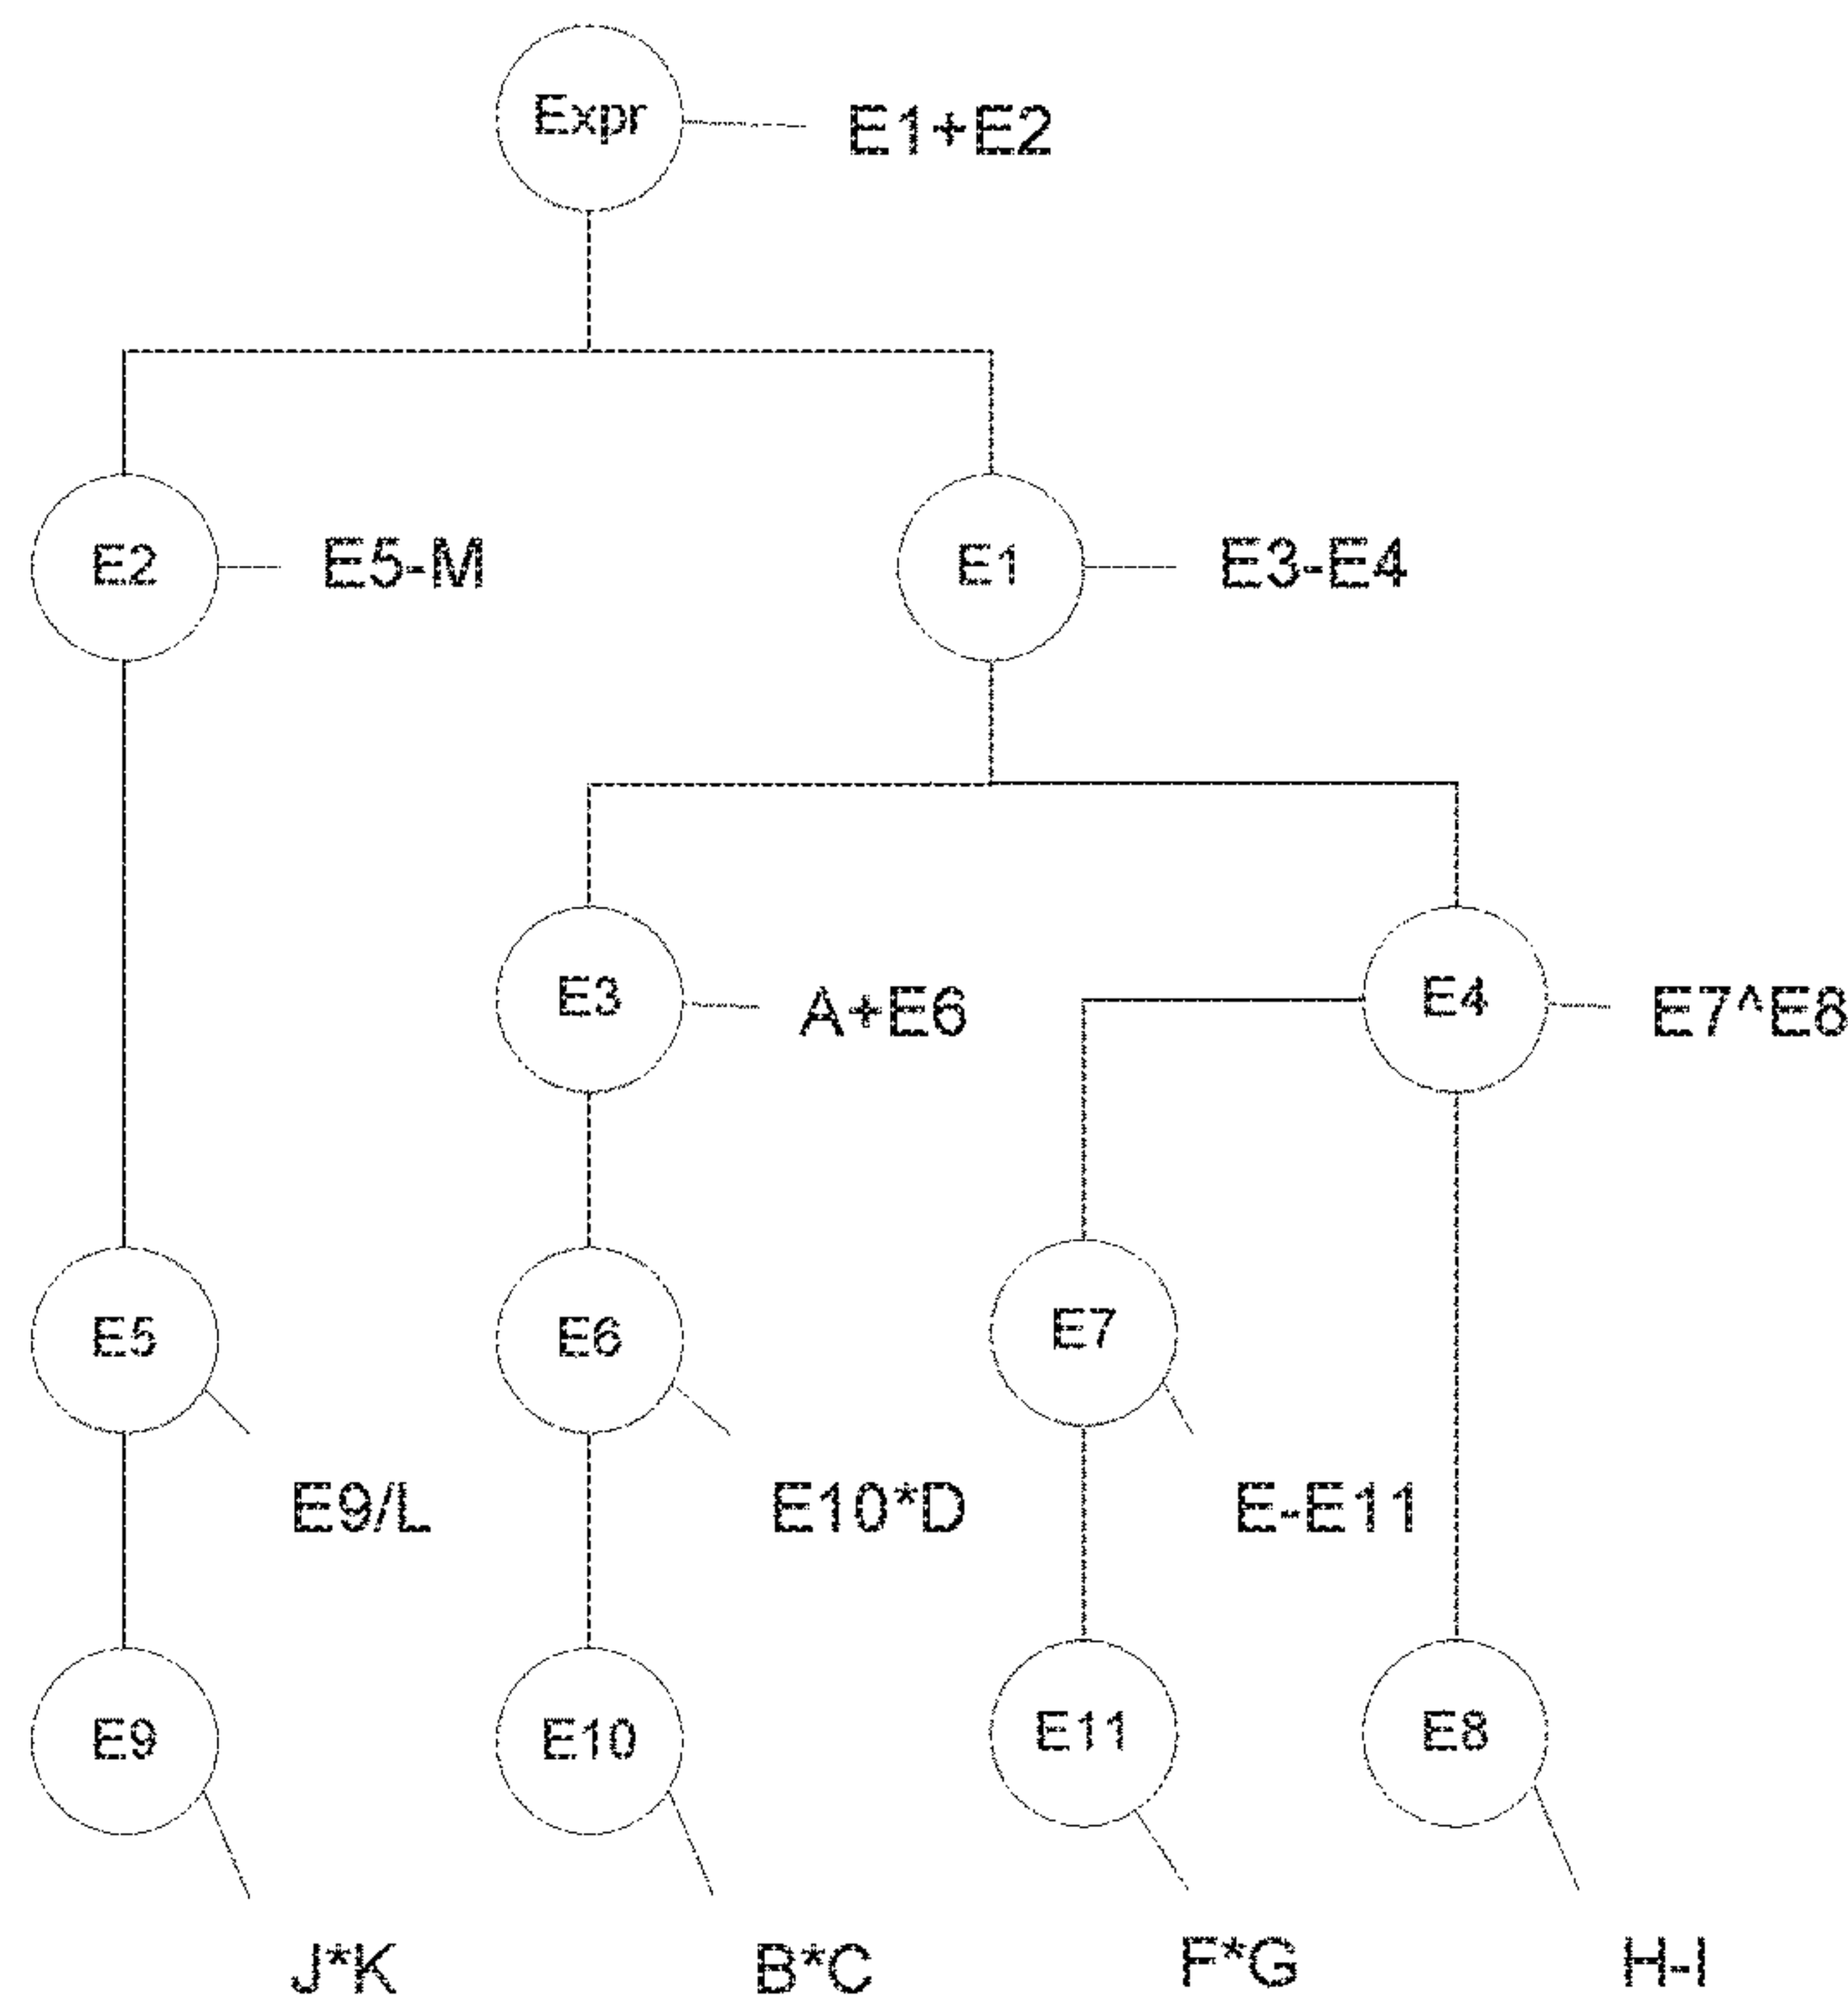 Expr
E1+E2
E2
E5-M
E1
E3-E4
E3
A+E6
E4
E7^E8
E5
E6
E7
E9/L
E10*D
E-E11
E9
E10
E11
E8
J*K
B*C
F*G
H-I